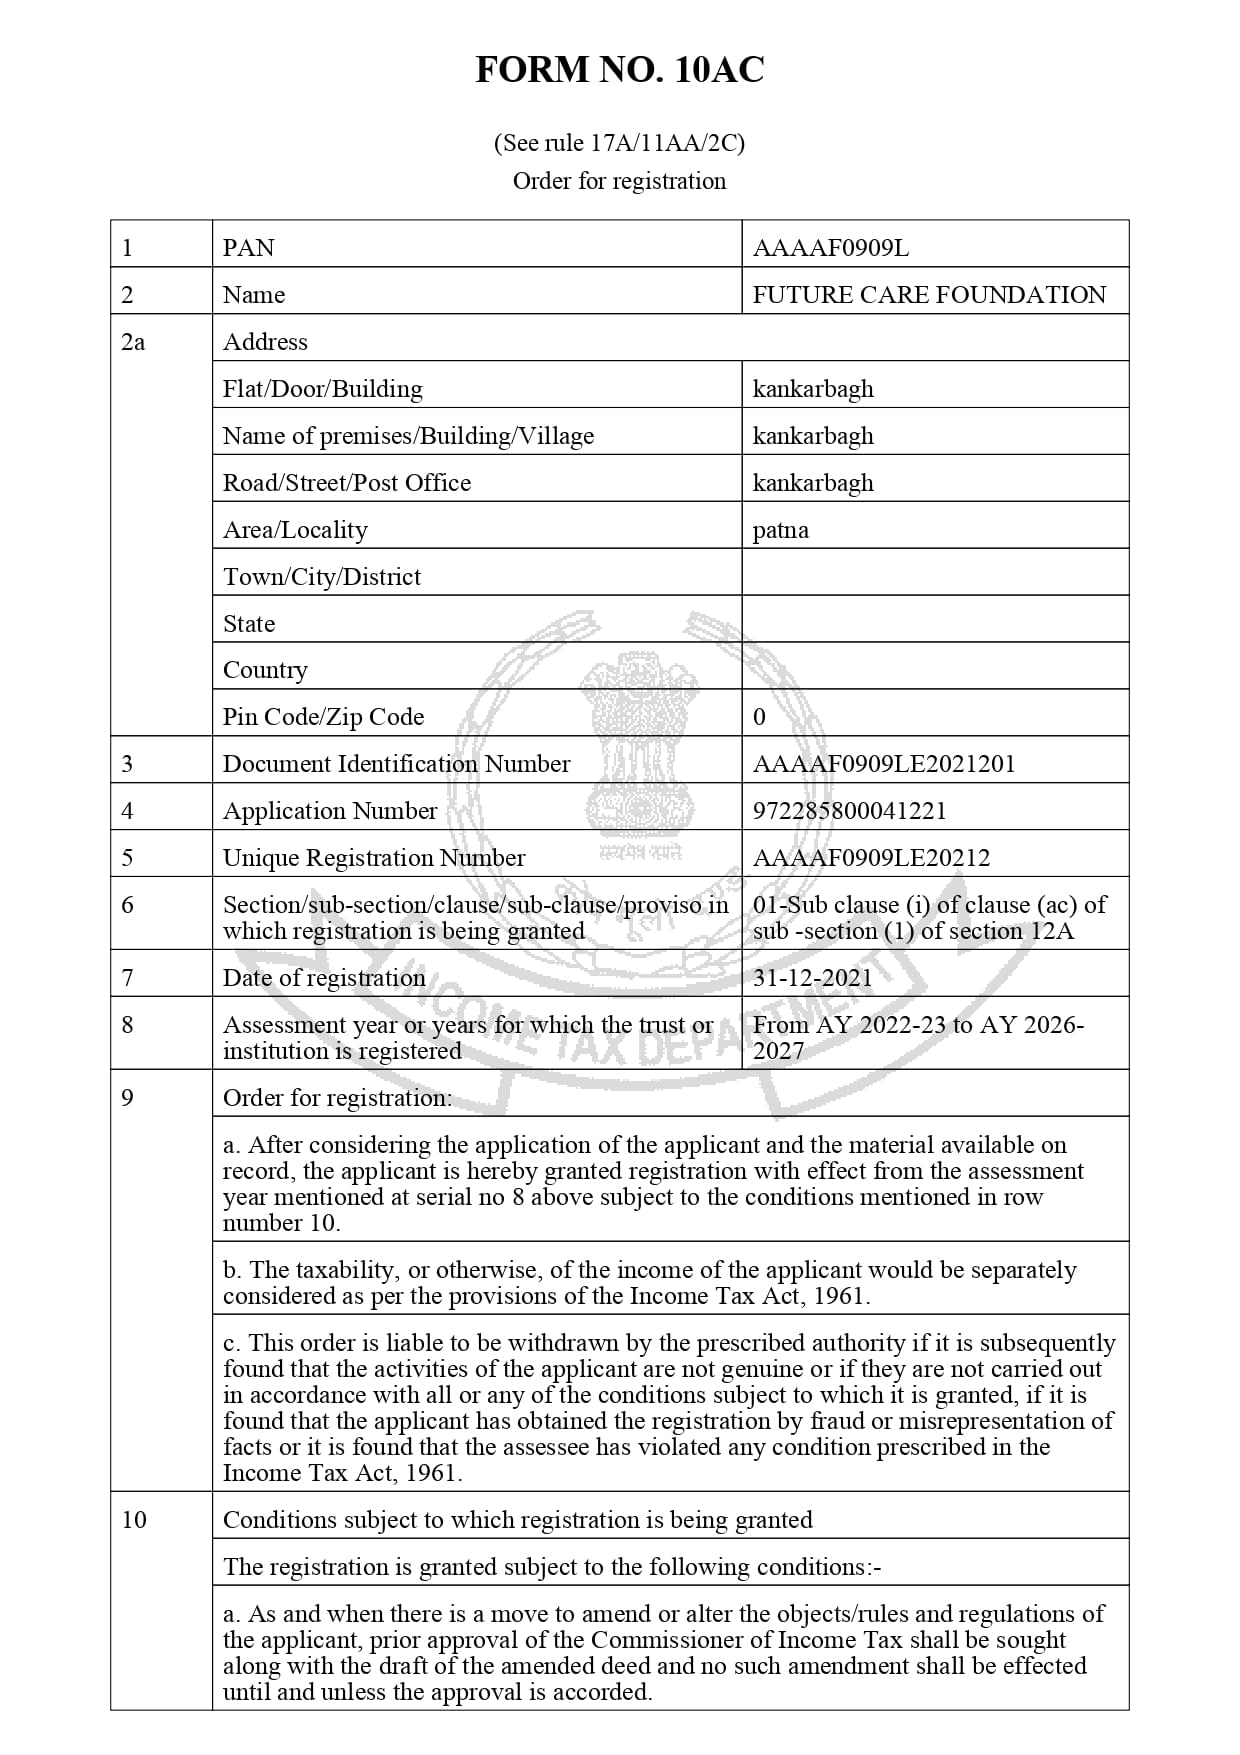 FORM NO. 10AC
(See rule 17A/11AA/2C)
Order for registration
1 PAN AAAAF0909L
2 Name FUTURE CARE FOUNDATION
2a Address
Flat/Door/Building kankarbagh
Name of premises/Building/Village kankarbagh
Road/Street/Post Office kankarbagh
Area/Locality patna
Town/City/District
State
Country
Pin Code/Zip Code 0
3 Document Identification Number AAAAF0909LE2021201
4 Application Number 972285800041221
5 Unique Registration Number AAAAF0909LE20212
6 Section/sub-section/clause/sub-clause/proviso in 01-Sub clause (i) of clause (ac) of
which registration is being granted sub -section (1) of section 12A
7 Date of registration 31-12-2021
8 Assessment year or years for which the trust or From AY 2022-23 to AY 2026-
institution is registered 2027
9 Order for registration:
a. After considering the application of the applicant and the material available on
record, the applicant is hereby granted registration with effect from the assessment
year mentioned at serial no 8 above subject to the conditions mentioned in row
number 10.
b. The taxability, or otherwise, of the income of the applicant would be separately
considered as per the provisions of the Income Tax Act, 1961.
c. This order is liable to be withdrawn by the prescribed authority if it is subsequently
found that the activities of the applicant are not genuine or if they are not carried out
in accordance with all or any of the conditions subject to which it is granted, if it is
found that the applicant has obtained the registration by fraud or misrepresentation of
facts or it is found that the assessee has violated any condition prescribed in the
Income Tax Act, 1961.
10 Conditions subject to which registration is being granted
The registration is granted subject to the following conditions:-
a. As and when there is a move to amend or alter the objects/rules and regulations of
the applicant, prior approval of the Commissioner of Income Tax shall be sought
along with the draft of the amended deed and no such amendment shall be effected
until and unless the approval is accorded.
सत्यमेव जयते
INCOME TAX DEPARTMENT